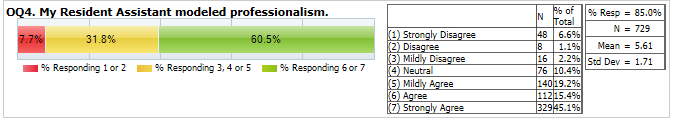 OQ4. My Resident Assistant modeled professionalism.
7.7% 31.8% 60.5%
% Responding 1 or 2 % Responding 3, 4 or 5 % Responding 6 or 7
N % of Total
(1) Strongly Disagree 48 6.6%
(2) Disagree 8 1.1%
(3) Mildly Disagree 16 2.2%
(4) Neutral 76 10.4%
(5) Mildly Agree 140 19.2%
(6) Agree 112 15.4%
(7) Strongly Agree 329 45.1%
% Resp = 85.0%
N = 729
Mean = 5.61
Std Dev = 1.71